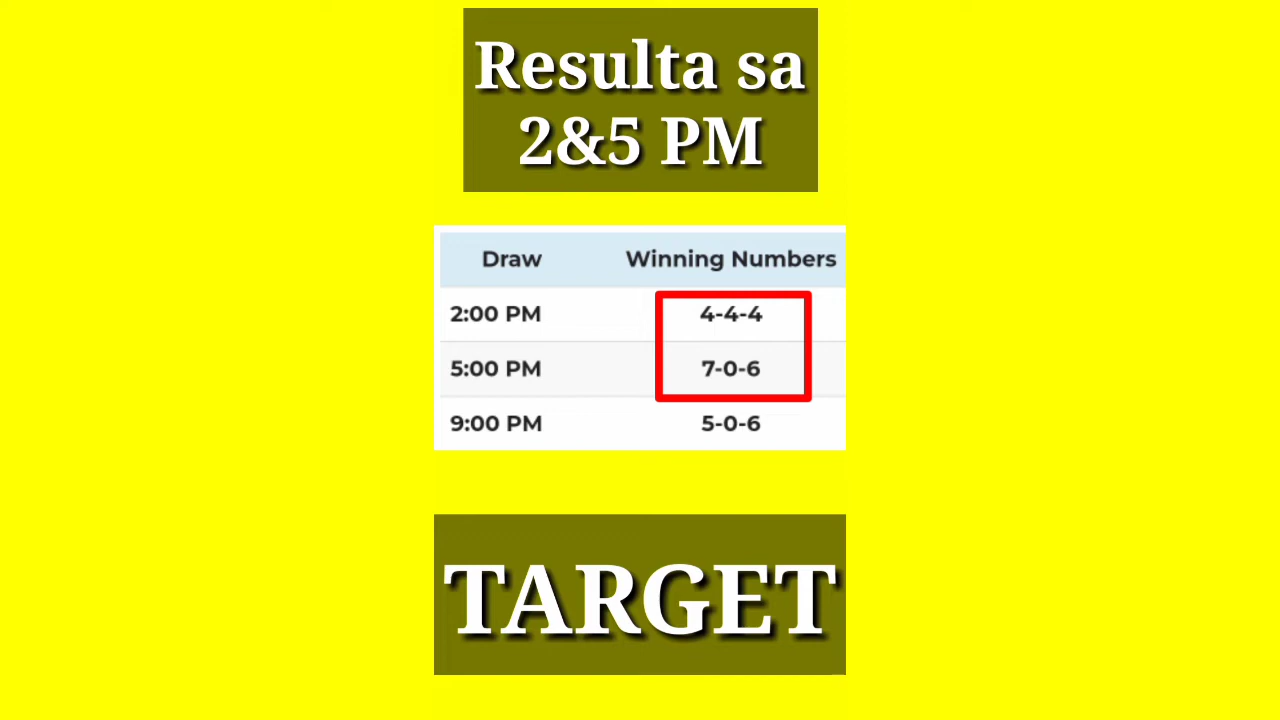 Resulta sa
2&5 PM
Draw Winning Numbers
2:00 PM 4-4-4
5:00 PM 7-0-6
9:00 PM 5-0-6
TARGET